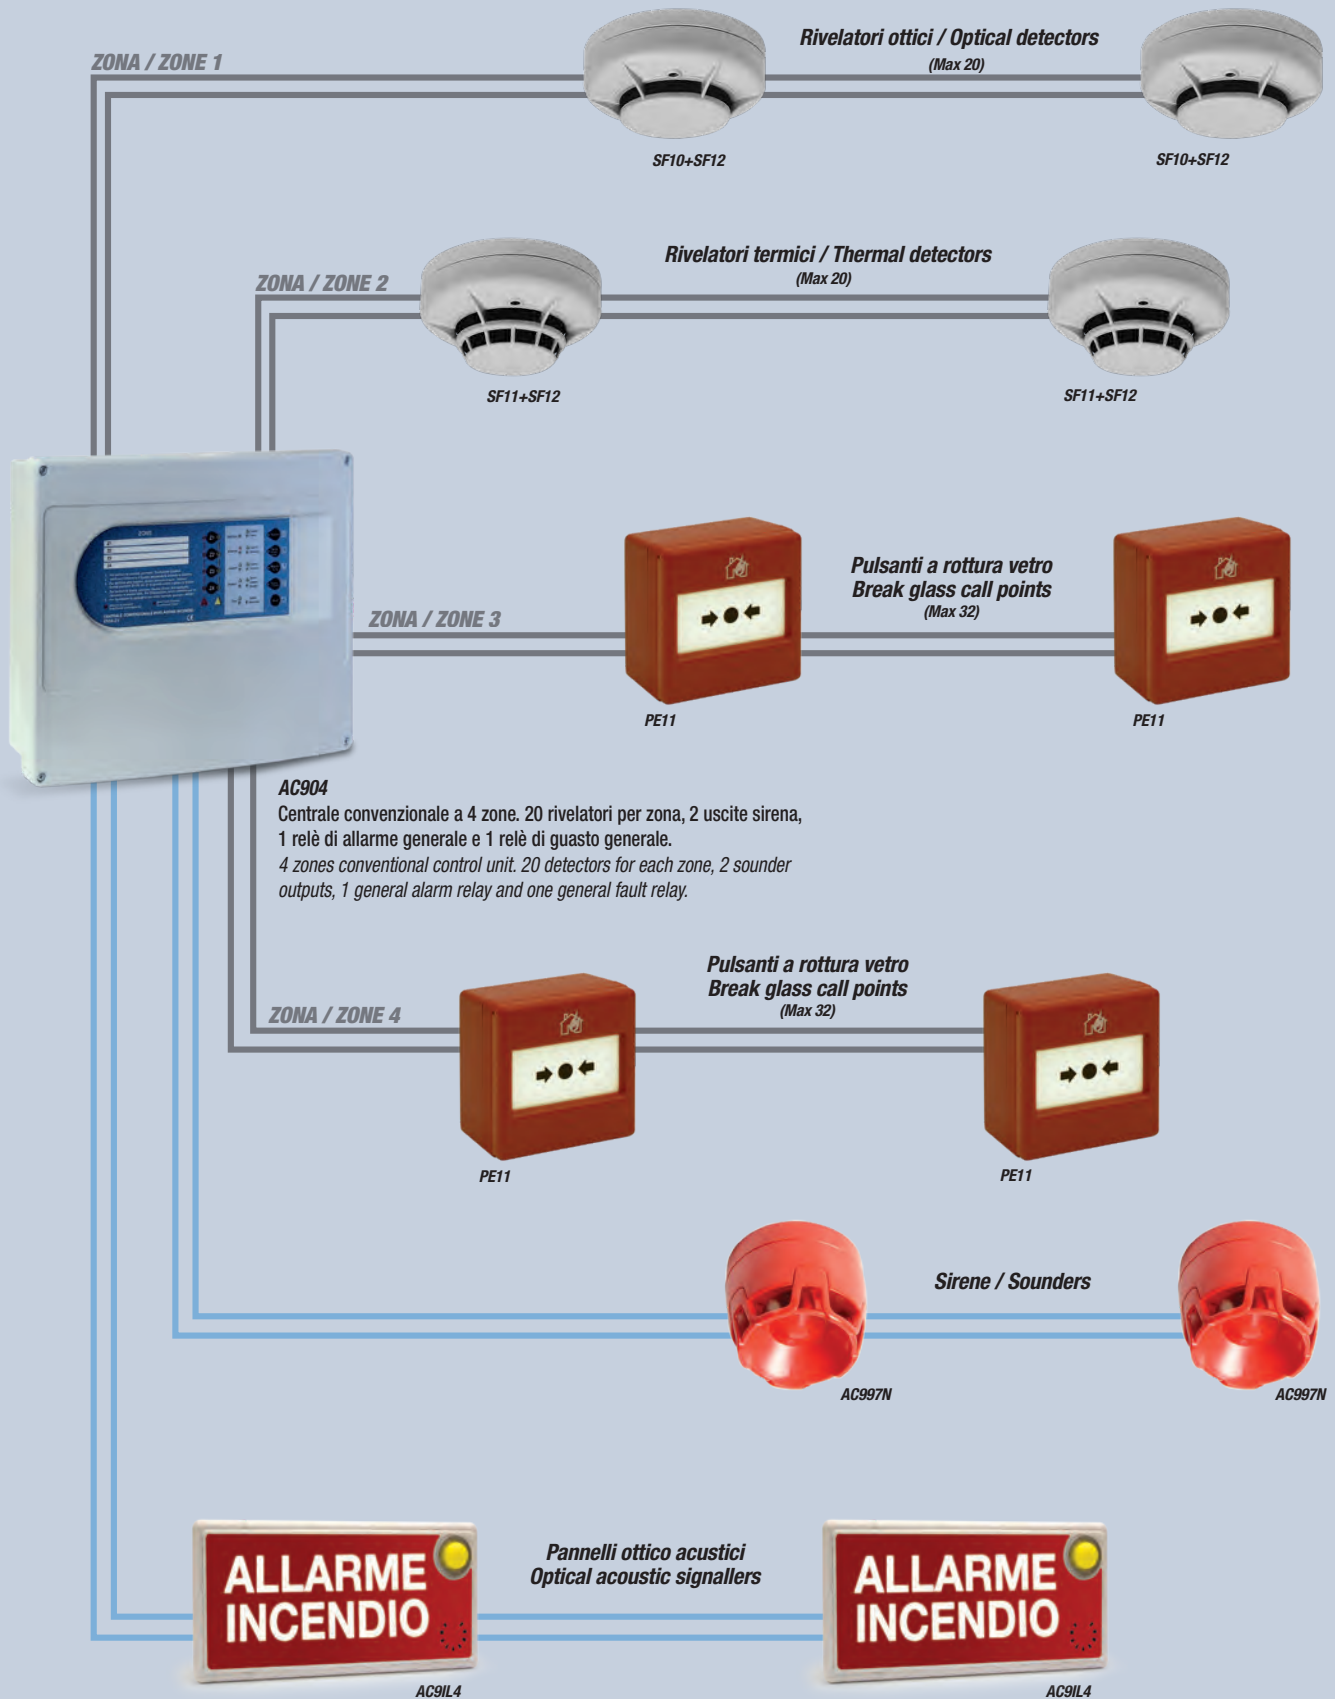 ZONA / ZONE 1
Rivelatori ottici / Optical detectors
(Max 20)
SF10+SF12
SF10+SF12
ZONA / ZONE 2
Rivelatori termici / Thermal detectors
(Max 20)
SF11+SF12
SF11+SF12
ZONE
ZONA / ZONE 3
Pulsanti a rottura vetro
Break glass call points
(Max 32)
PE11
PE11
AC904
Centrale convenzionale a 4 zone. 20 rivelatori per zona, 2 uscite sirena,
1 relè di allarme generale e 1 relè di guasto generale.
4 zones conventional control unit. 20 detectors for each zone, 2 sounder
outputs, 1 general alarm relay and one general fault relay.
ZONA / ZONE 4
Pulsanti a rottura vetro
Break glass call points
(Max 32)
PE11
PE11
Sirene / Sounders
AC997N
AC997N
Pannelli ottico acustici
Optical acoustic signallers
ALLARME
INCENDIO
ALLARME
INCENDIO
AC9IL4
AC9IL4